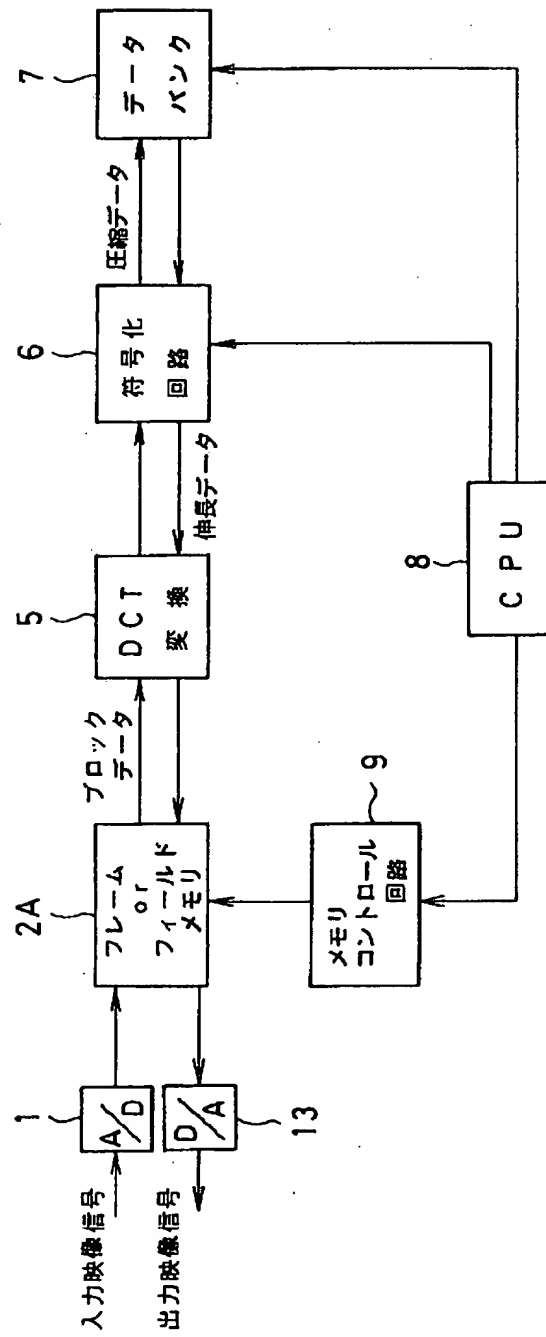 入力映像信号
出力映像信号
1
A/D
D/A
13
2A
フレーム
or
フィールド
メモリ
ブロック
データ
5
DCT
変換
伸長データ
6
符号化
回路
圧縮データ
7
データ
バンク
メモリ
コントロール
回路
9
8
CPU